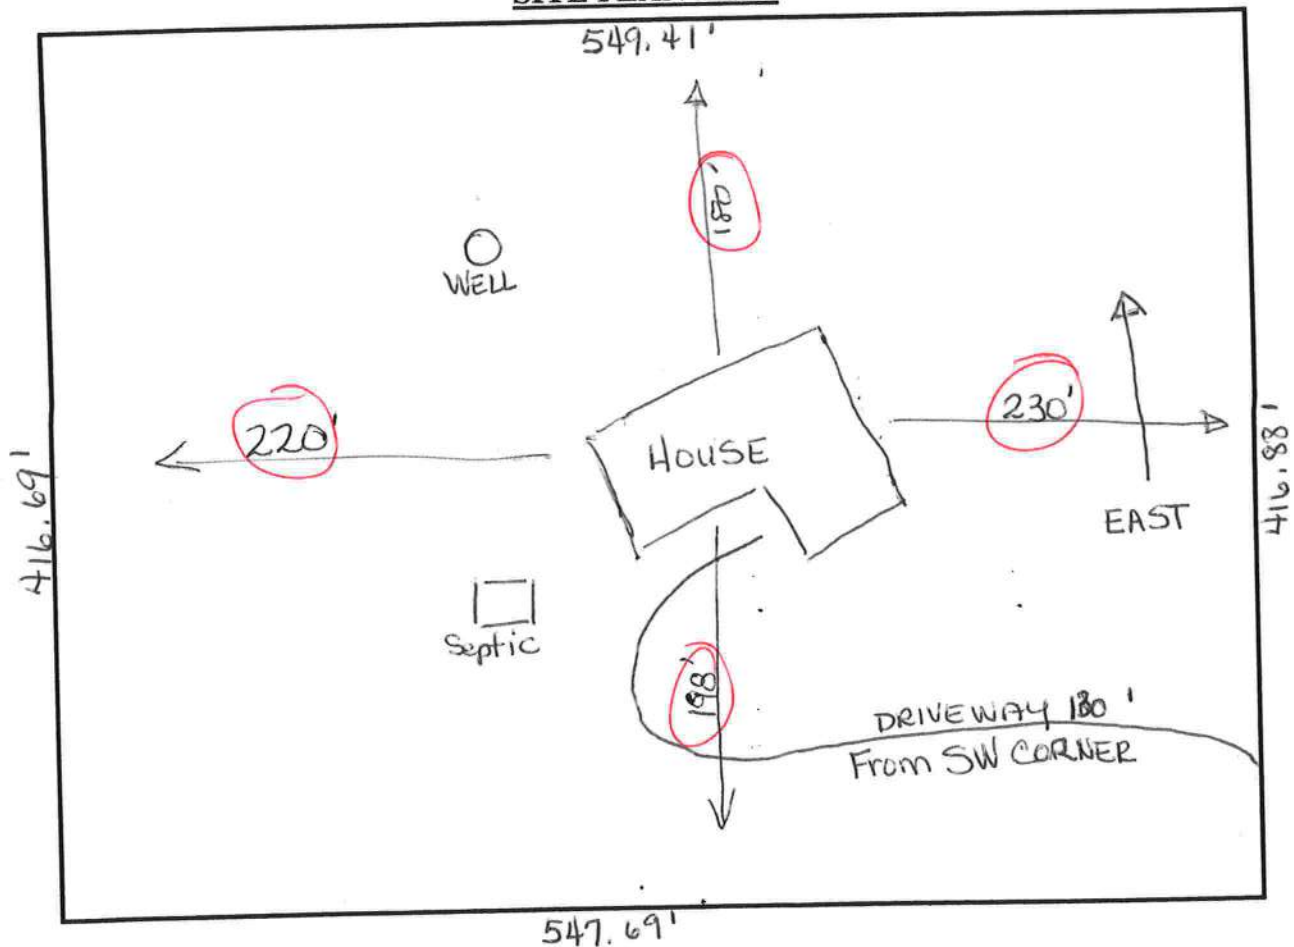 549.41'
180'
WELL
220'
HOUSE
230'
416.69'
416.88'
EAST
Septic
198'
DRIVEWAY 130 '
From SW CORNER
547.69'